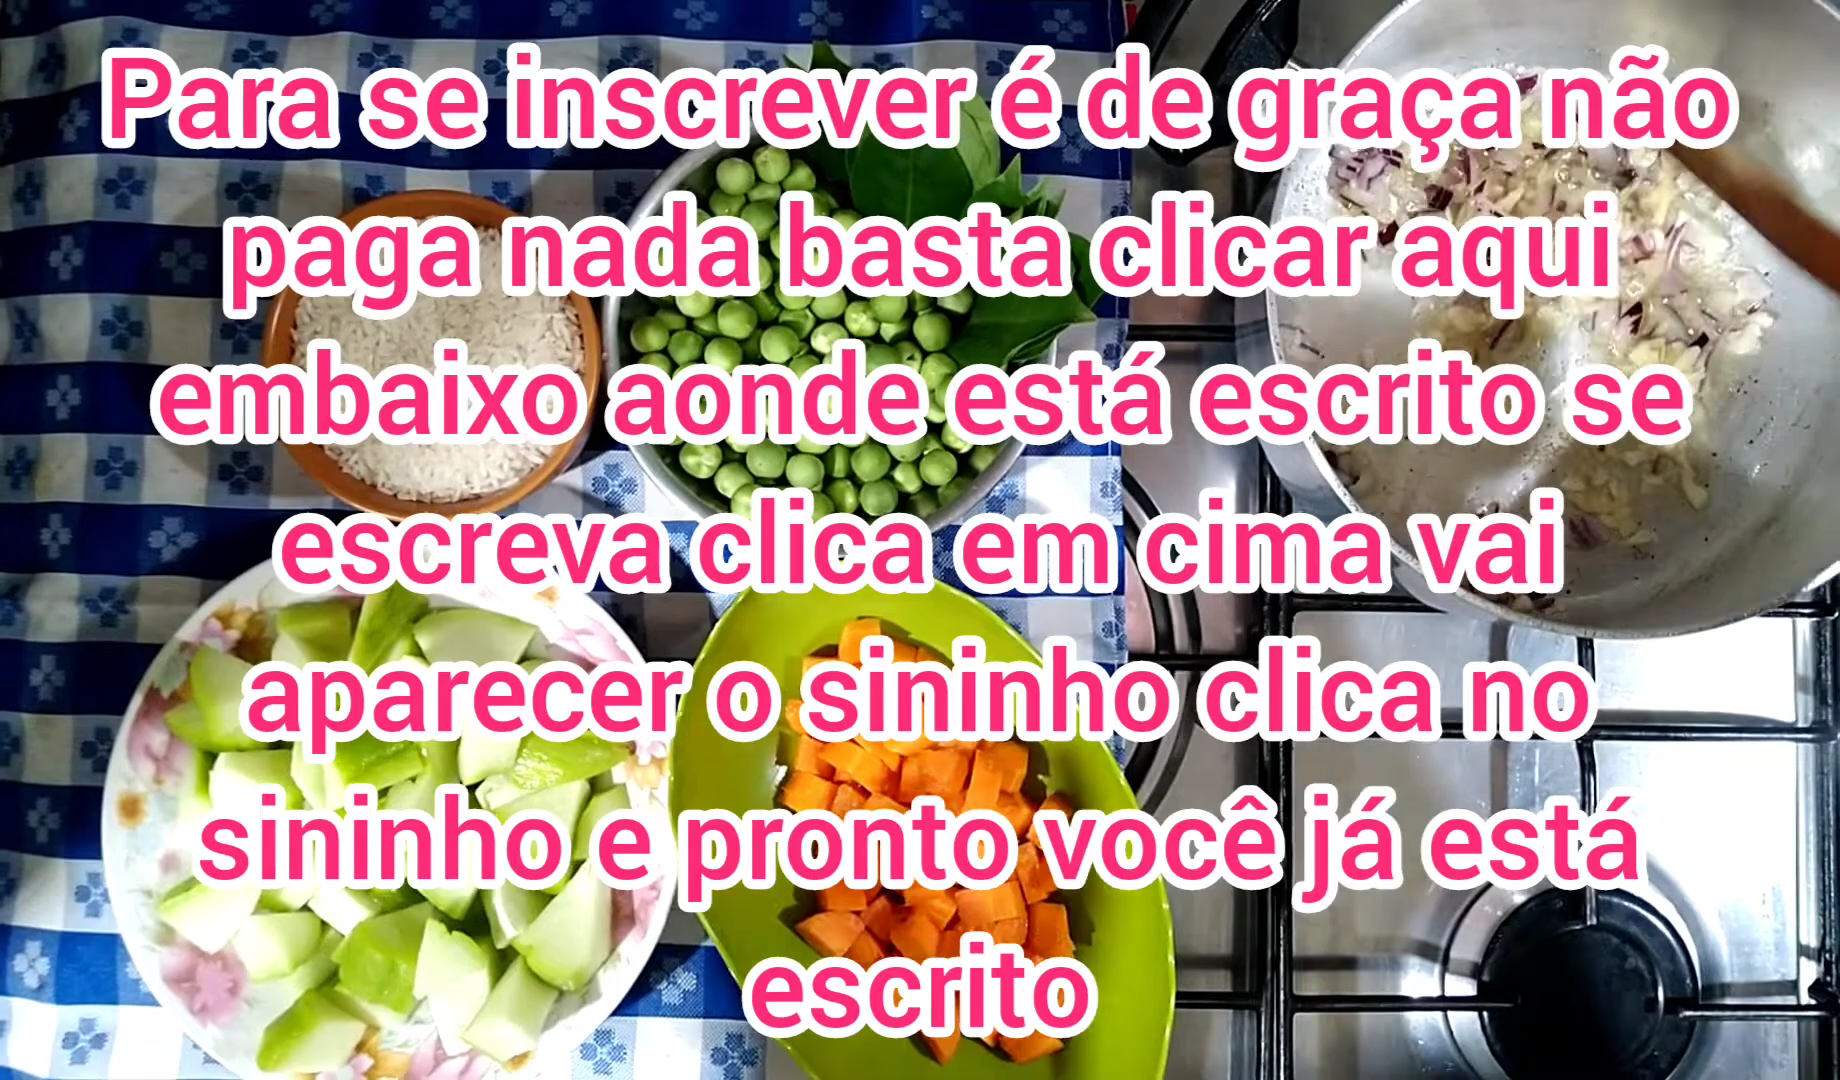 Para se inscrever é de graça não
paga nada basta clicar aqui
embaixo aonde está escrito se
escreva clica em cima vai
aparecer o sininho clica no
sininho e pronto você já está
escrito